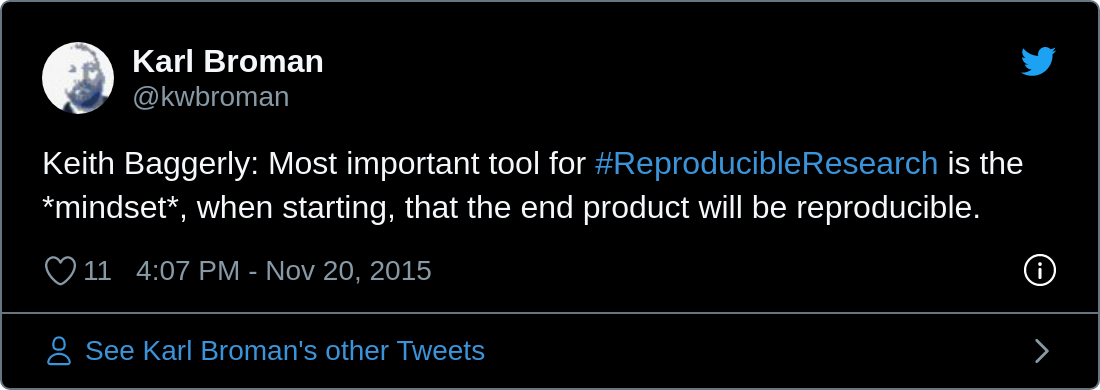 Karl Broman
@kwbroman
Keith Baggerly: Most important tool for #ReproducibleResearch is the
*mindset*, when starting, that the end product will be reproducible.
11 4:07 PM - Nov 20, 2015
See Karl Broman's other Tweets